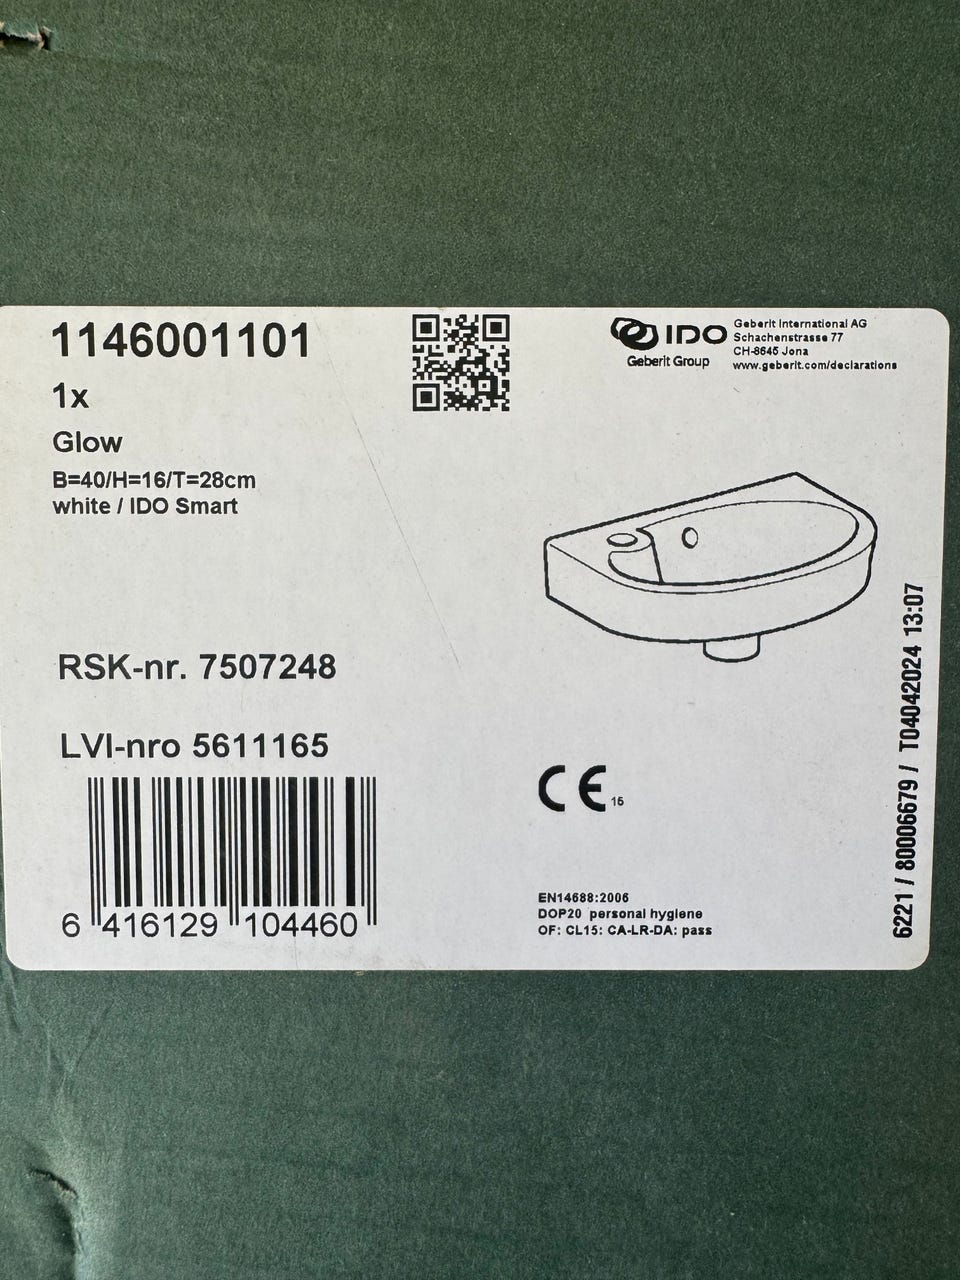 1146001101
1x
Glow
B=40/H=16/T=28cm
white / IDO Smart
IDO
Geberit Group
Geberit International AG
Schachenstrasse 77
CH-8645 Jona
www.geberit.com/declarations
RSK-nr. 7507248
LVI-nro 5611165
6 416129 104460
CE 15
EN14688:2006
DOP20 personal hygiene
OF: CL15: CA-LR-DA: pass
6221 / 80006679 / T04042024 13:07